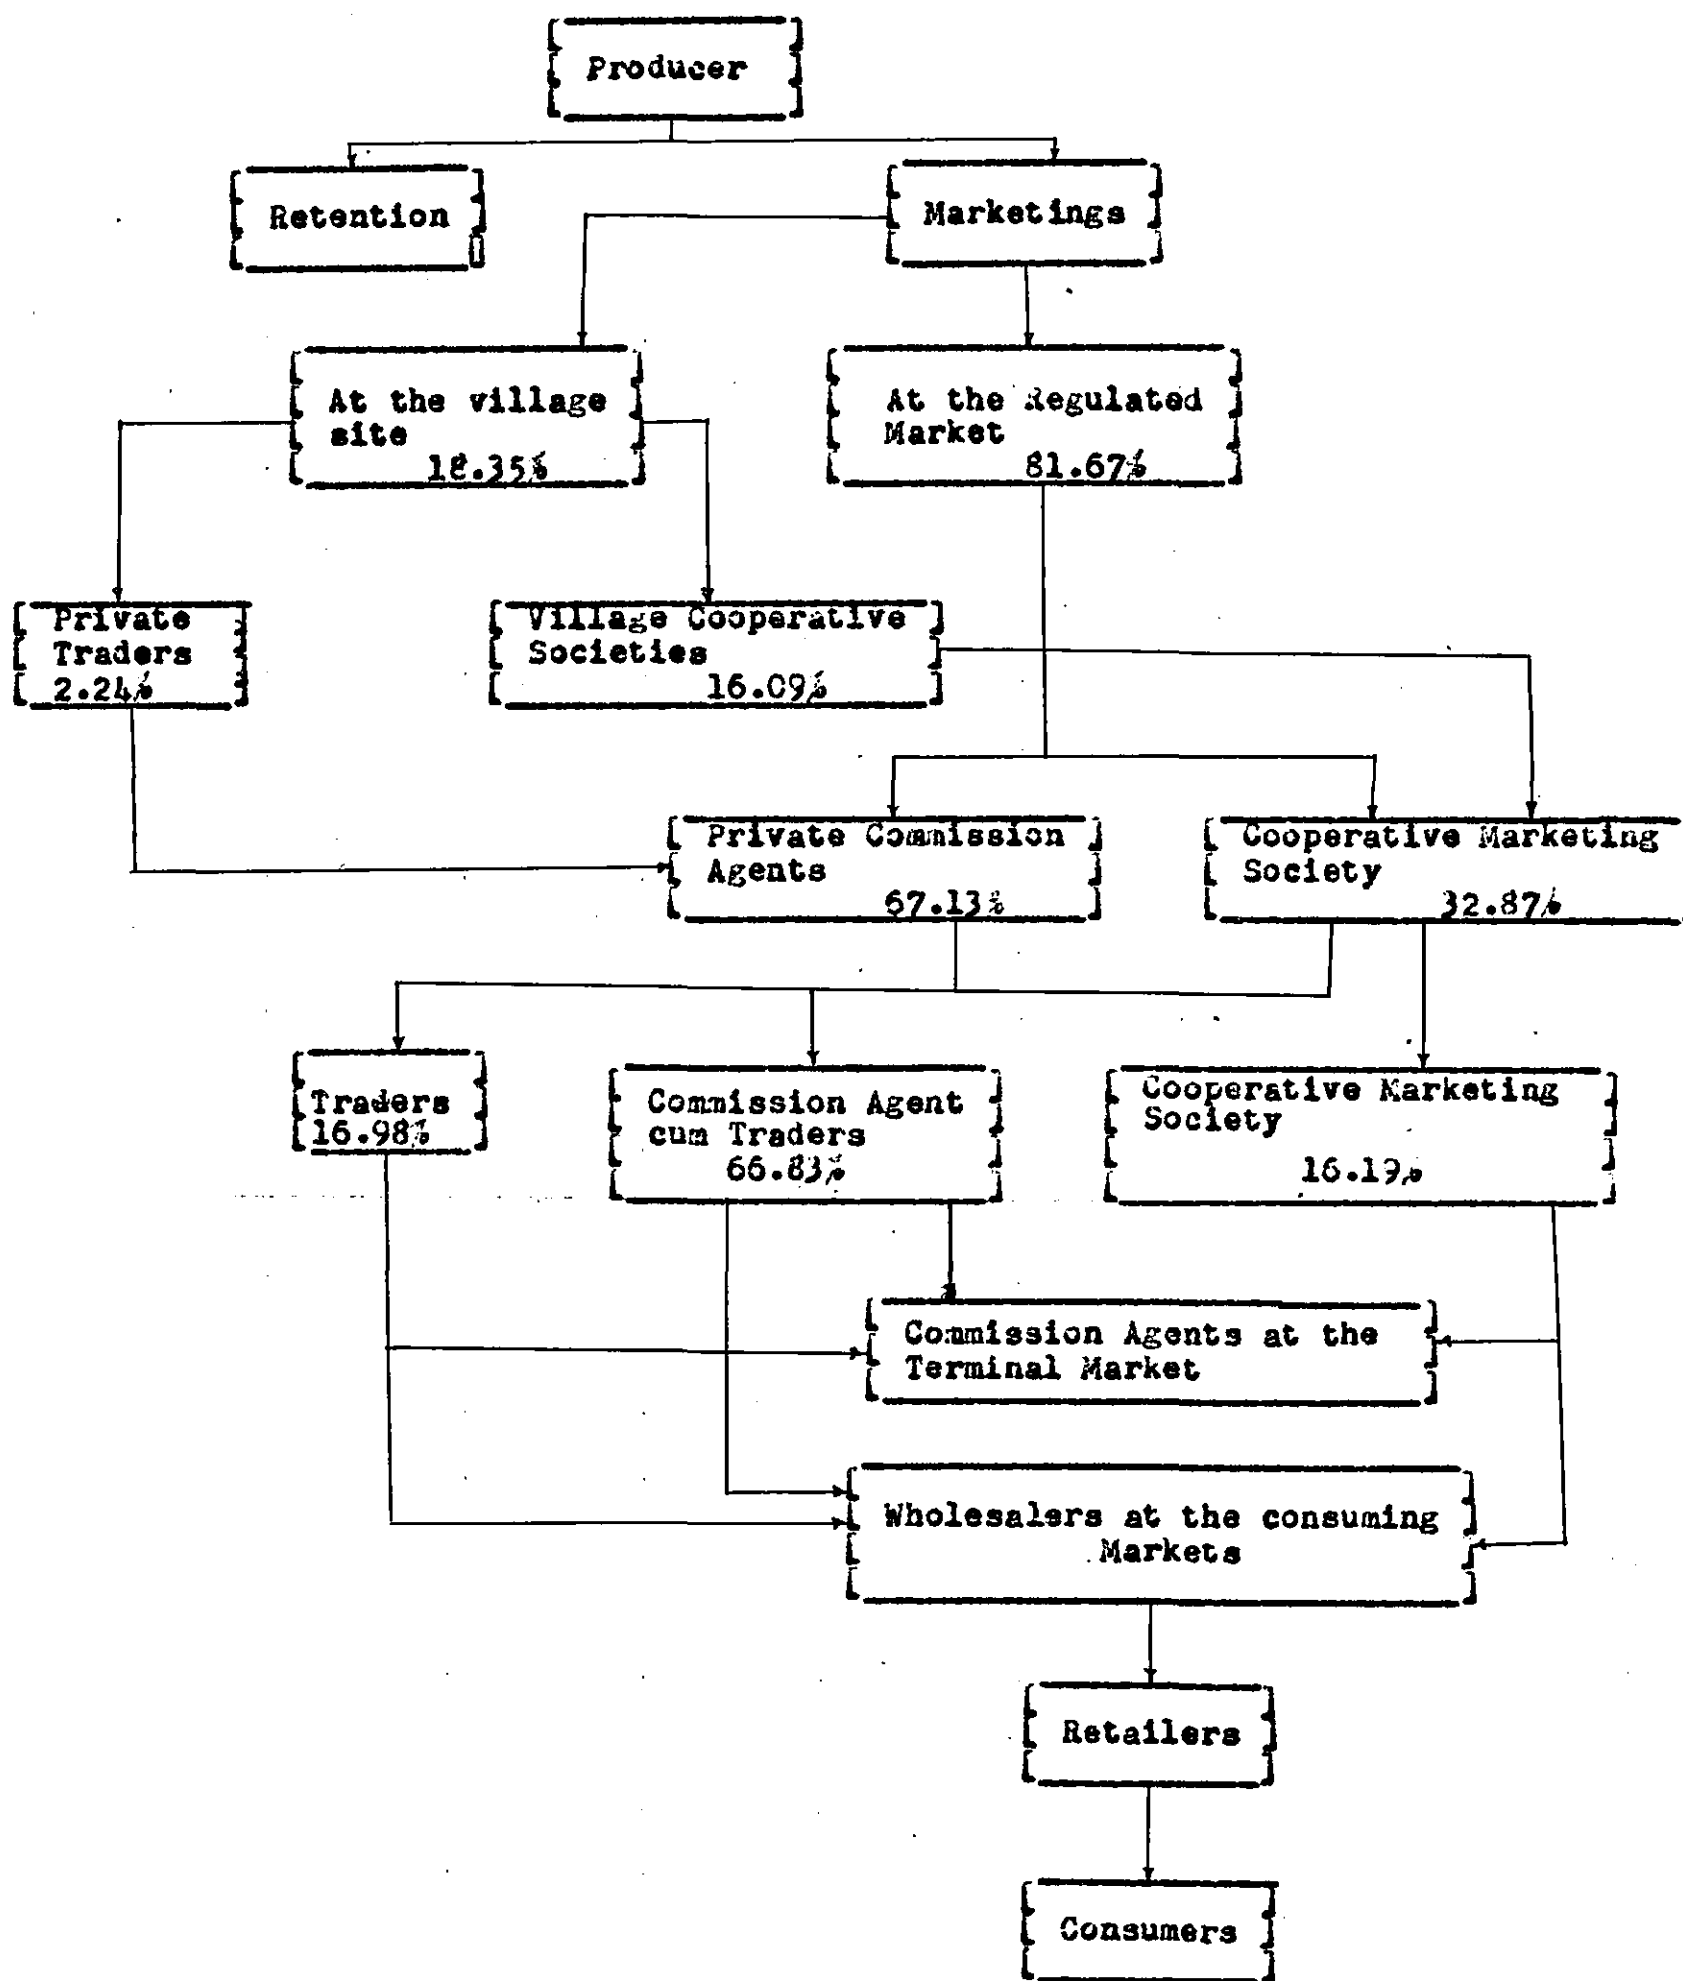 Producer
Retention
Marketings
At the village
site
18.35%
At the Regulated
Market
81.67%
Private
Traders
2.24%
Village Cooperative
Societies
16.09%
Private Commission
Agents
67.13%
Cooperative Marketing
Society
32.87%
Traders
16.98%
Commission Agent
cum Traders
66.83%
Cooperative Marketing
Society
16.19%
Commission Agents at the
Terminal Market
Wholesalers at the consuming
Markets
Retailers
Consumers